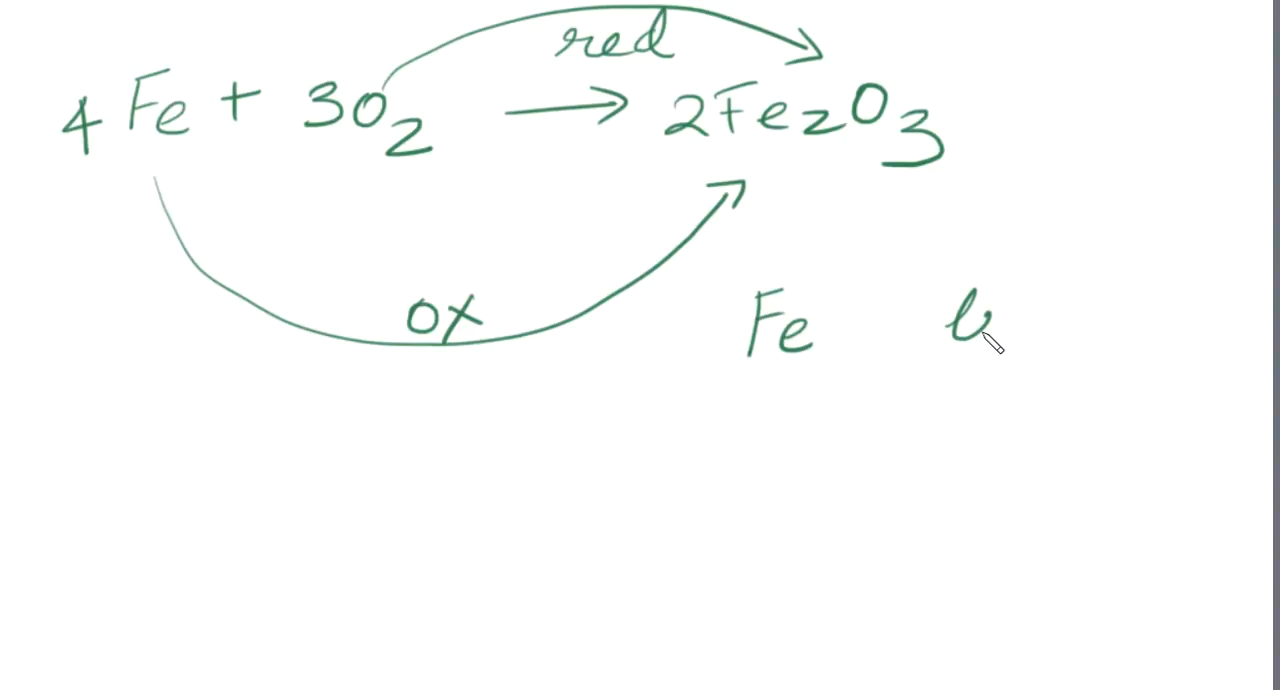 red
4Fe + 3O₂ → 2Fe₂O₃
ox
Fe